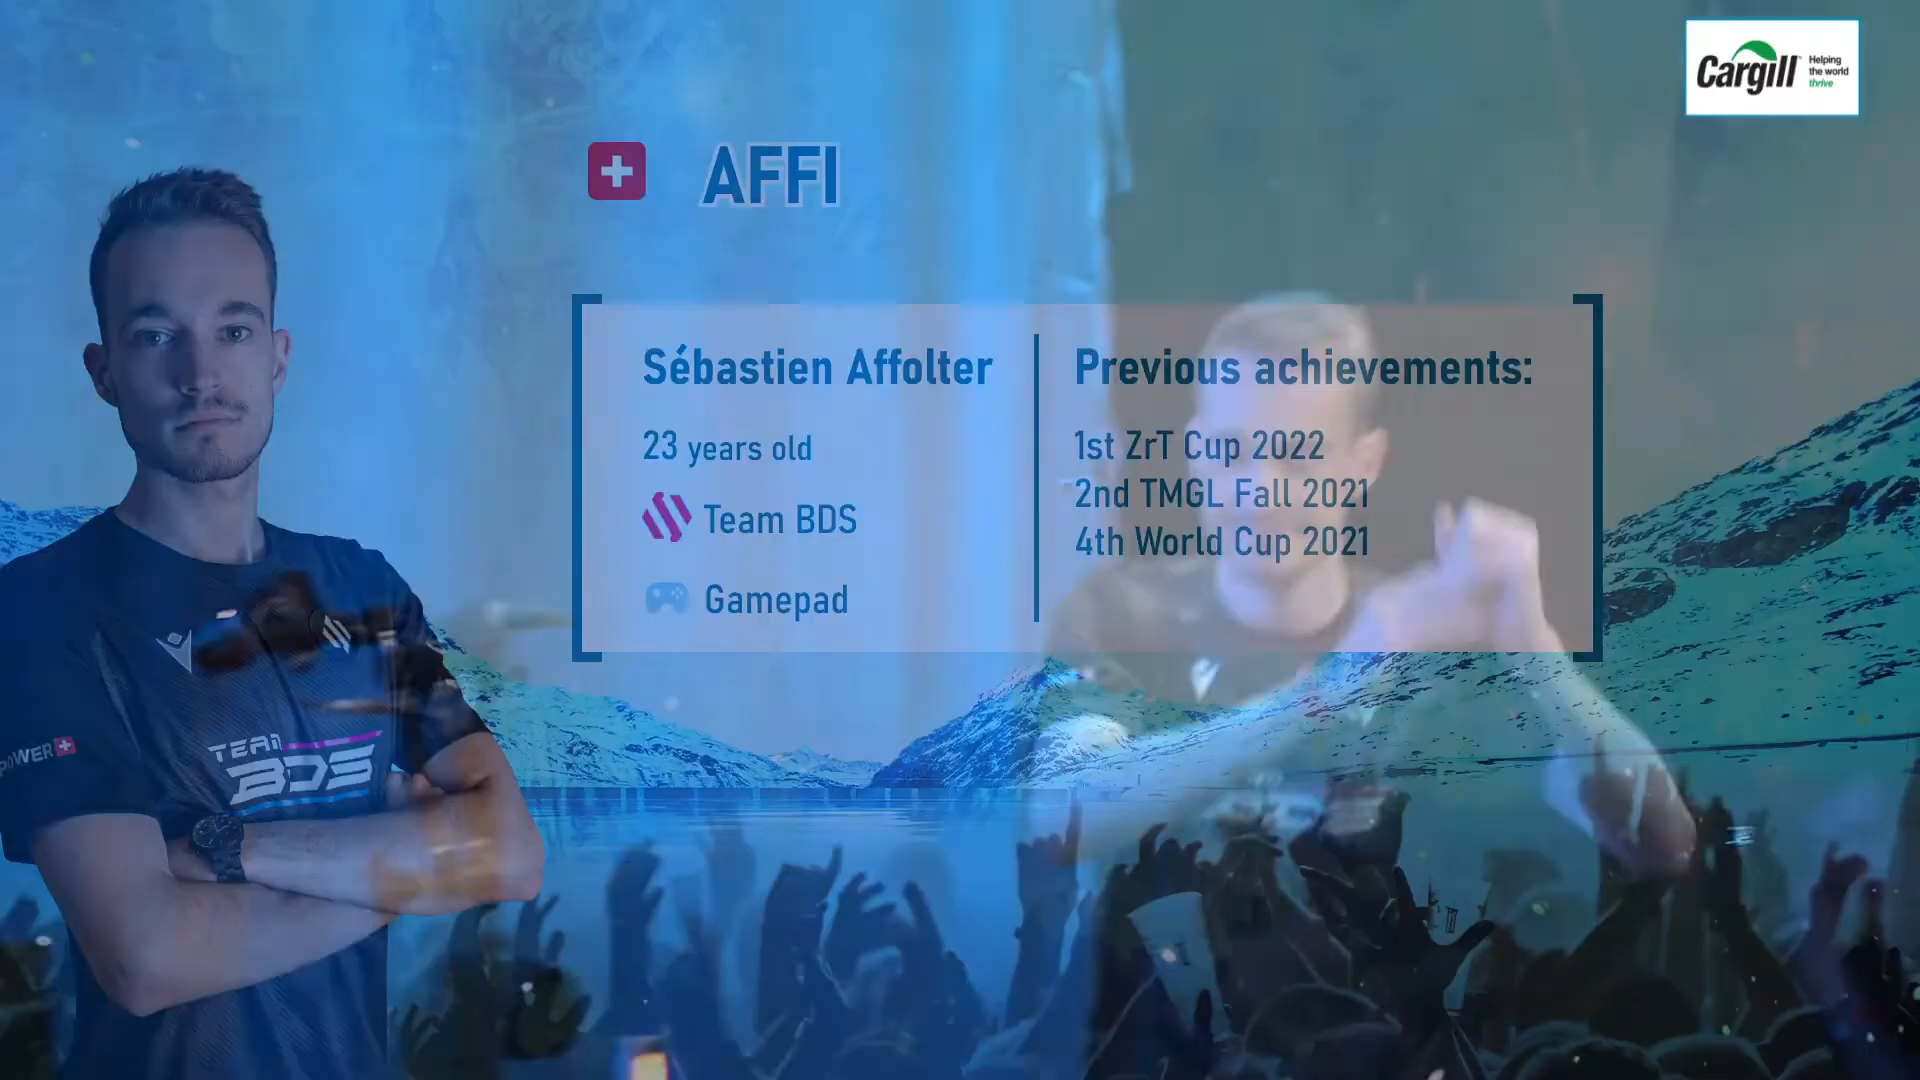 Cargill
Helping
the world
thrive
AFFI
Sébastien Affolter
23 years old
Team BDS
Gamepad
Previous achievements:
1st ZrT Cup 2022
2nd TMGL Fall 2021
4th World Cup 2021
POWER
TEAM
BDS